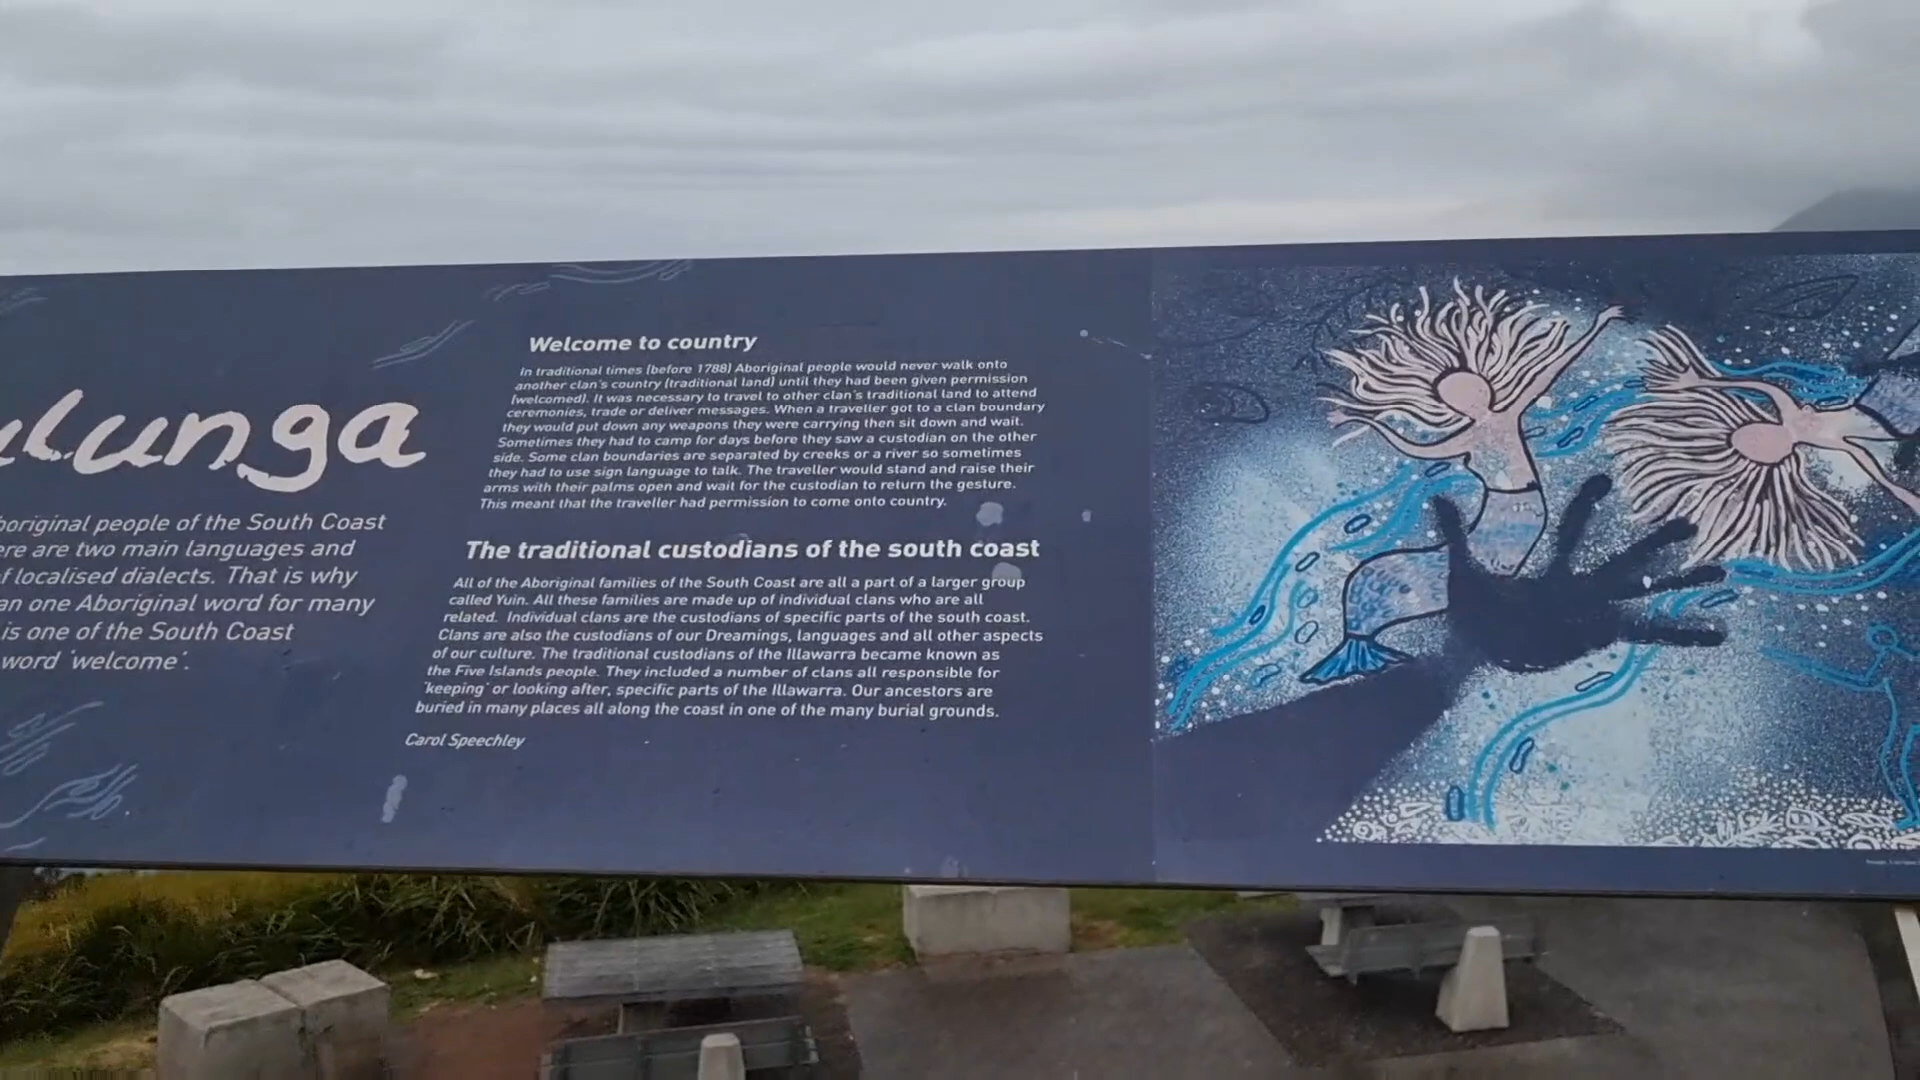 lunga
boriginal people of the South Coast
ere are two main languages and
f localised dialects. That is why
an one Aboriginal word for many
is one of the South Coast
word 'welcome'.
Welcome to country
In traditional times (before 1788) Aboriginal people would never walk onto
another clan's country (traditional land) until they had been given permission
(welcomed). It was necessary to travel to other clan's traditional land to attend
ceremonies, trade or deliver messages. When a traveller got to a clan boundary
they would put down any weapons they were carrying then sit down and wait.
Sometimes they had to camp for days before they saw a custodian on the other
side. Some clan boundaries are separated by creeks or a river so sometimes
they had to use sign language to talk. The traveller would stand and raise their
arms with their palms open and wait for the custodian to return the gesture.
This meant that the traveller had permission to come onto country.
The traditional custodians of the south coast
All of the Aboriginal families of the South Coast are all a part of a larger group
called Yuin. All these families are made up of individual clans who are all
related. Individual clans are the custodians of specific parts of the south coast.
Clans are also the custodians of our Dreamings, languages and all other aspects
of our culture. The traditional custodians of the Illawarra became known as
the Five Islands people. They included a number of clans all responsible for
'keeping' or looking after, specific parts of the Illawarra. Our ancestors are
buried in many places all along the coast in one of the many burial grounds.
Carol Speechley